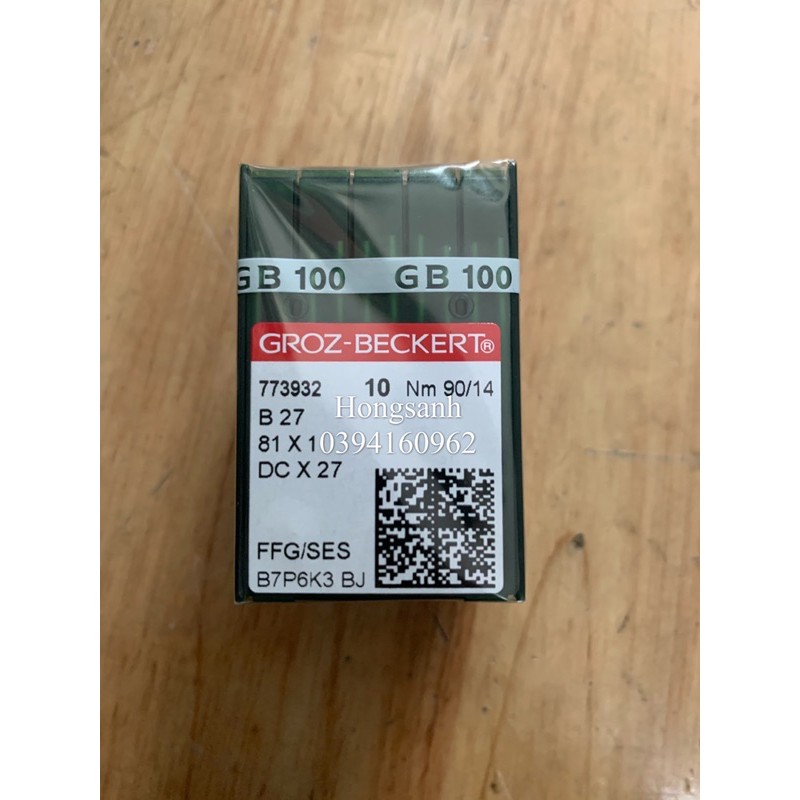 GB 100 GB 100
GROZ-BECKERT®
773932 10 Nm 90/14
Hongsanh
B 27
81 X 1
0394160962
DC X 27
FFG/SES
B7P6K3 BJ